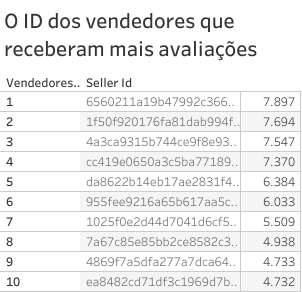 O ID dos vendedores que
receberam mais avaliações
Vendedores.. Seller Id
1 6560211a19b47992c366.. 7.897
2 1f50f920176fa81dab994f.. 7.694
3 4a3ca9315b744ce9f8e93.. 7.547
4 cc419e0650a3c5ba77189.. 7.370
5 da8622b14eb17ae2831f4.. 6.384
6 955fee9216a65b617aa5c.. 6.033
7 1025f0e2d44d7041d6cf5.. 5.509
8 7a67c85e85bb2ce8582c3.. 4.938
9 4869f7a5dfa277a7dca64.. 4.733
10 ea8482cd71df3c1969d7b.. 4.732